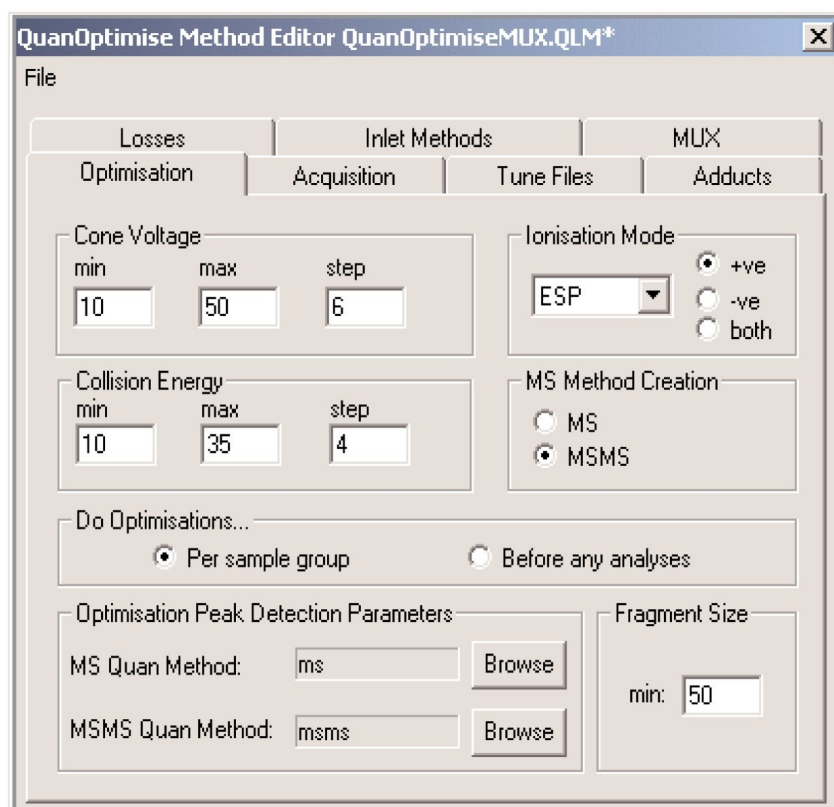 QuanOptimise Method Editor QuanOptimiseMUX.QLM*
File
Losses Inlet Methods MUX
Optimisation Acquisition Tune Files Adducts
Cone Voltage
min max step
10 50 6
Ionisation Mode
ESP
+ve
-ve
both
Collision Energy
min max step
10 35 4
MS Method Creation
MS
MSMS
Do Optimisations...
Per sample group Before any analyses
Optimisation Peak Detection Parameters
MS Quan Method: ms Browse
MSMS Quan Method: msms Browse
Fragment Size
min: 50